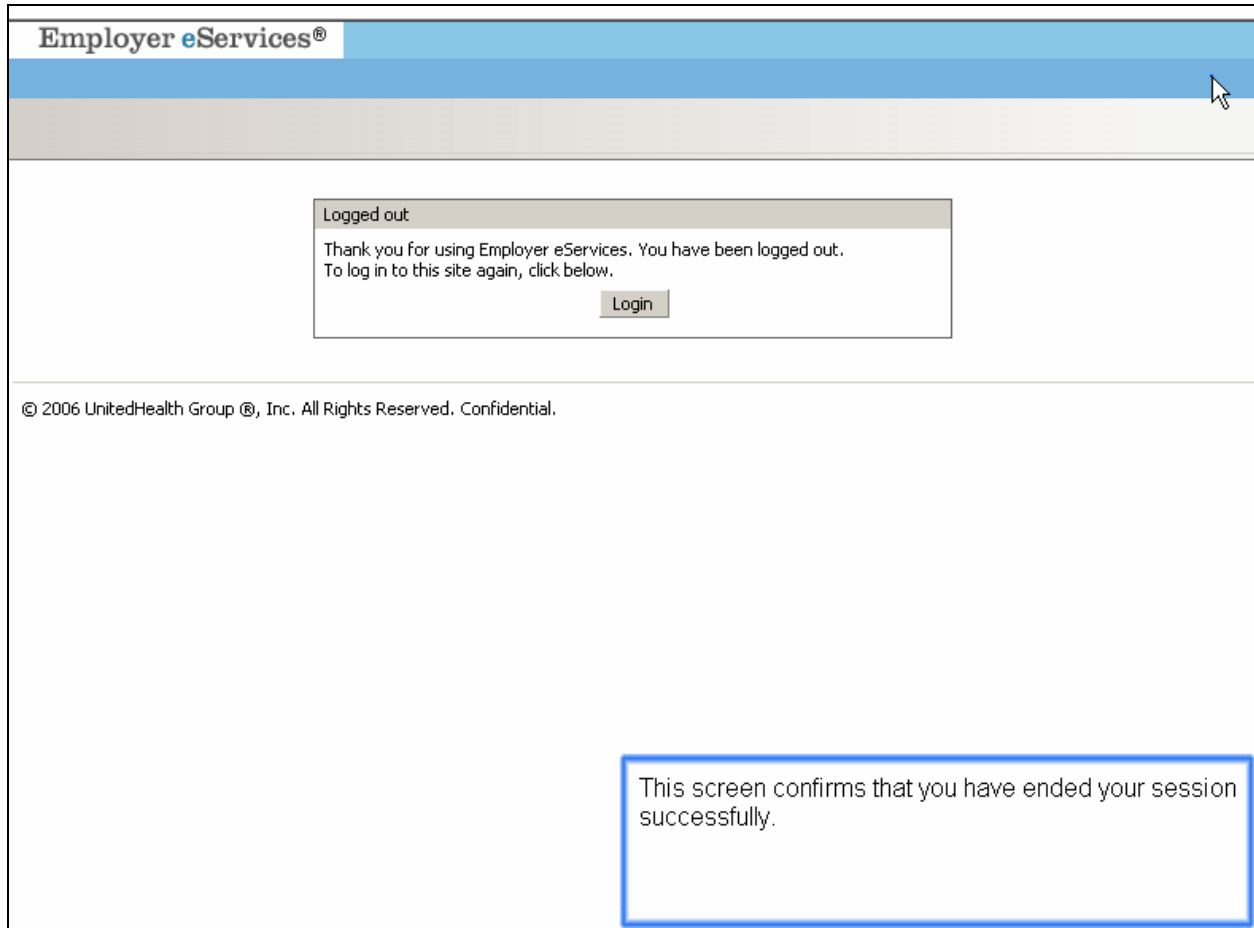 Employer eServices®
Logged out
Thank you for using Employer eServices. You have been logged out.
To log in to this site again, click below.
Login
© 2006 UnitedHealth Group ®, Inc. All Rights Reserved. Confidential.
This screen confirms that you have ended your session
successfully.